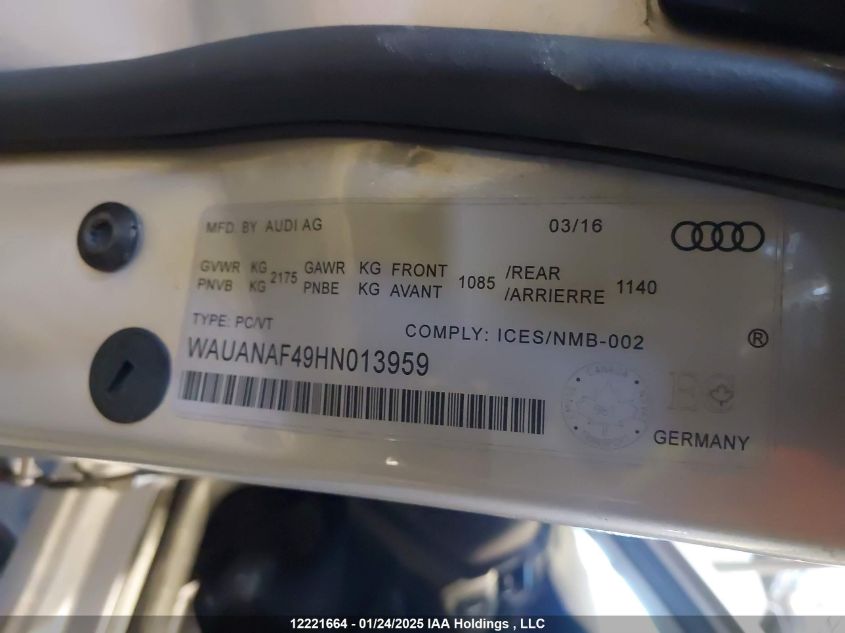 MFD. BY AUDI AG 03/16
GVWR KG 2175 GAWR KG FRONT 1085 /REAR 1140
PNVB KG PNBE KG AVANT /ARRIERRE
TYPE: PC/VT COMPLY: ICES/NMB-002 ®
WAUANAF49HN013959
CANADA
GERMANY
12221664 - 01/24/2025 IAA Holdings , LLC